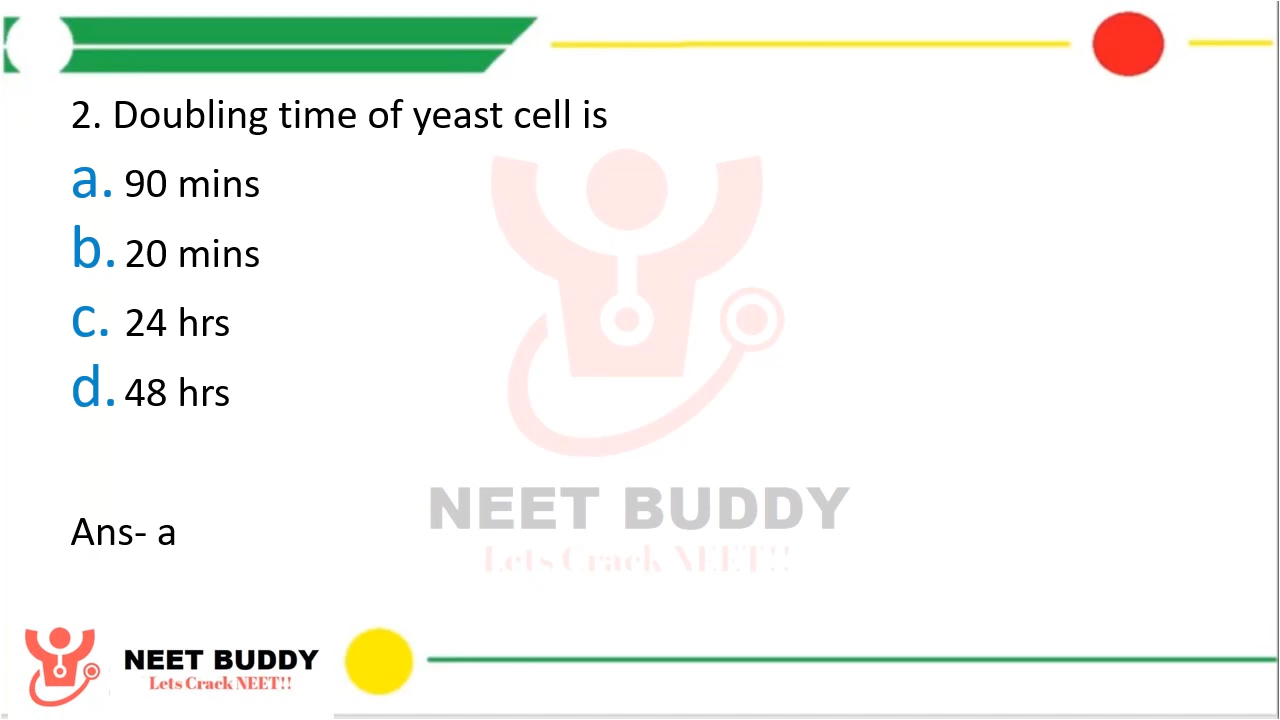 2. Doubling time of yeast cell is
a. 90 mins
b. 20 mins
c. 24 hrs
d. 48 hrs
NEET BUDDY
Lets Crack NEET!!
Ans- a
NEET BUDDY
Lets Crack NEET!!